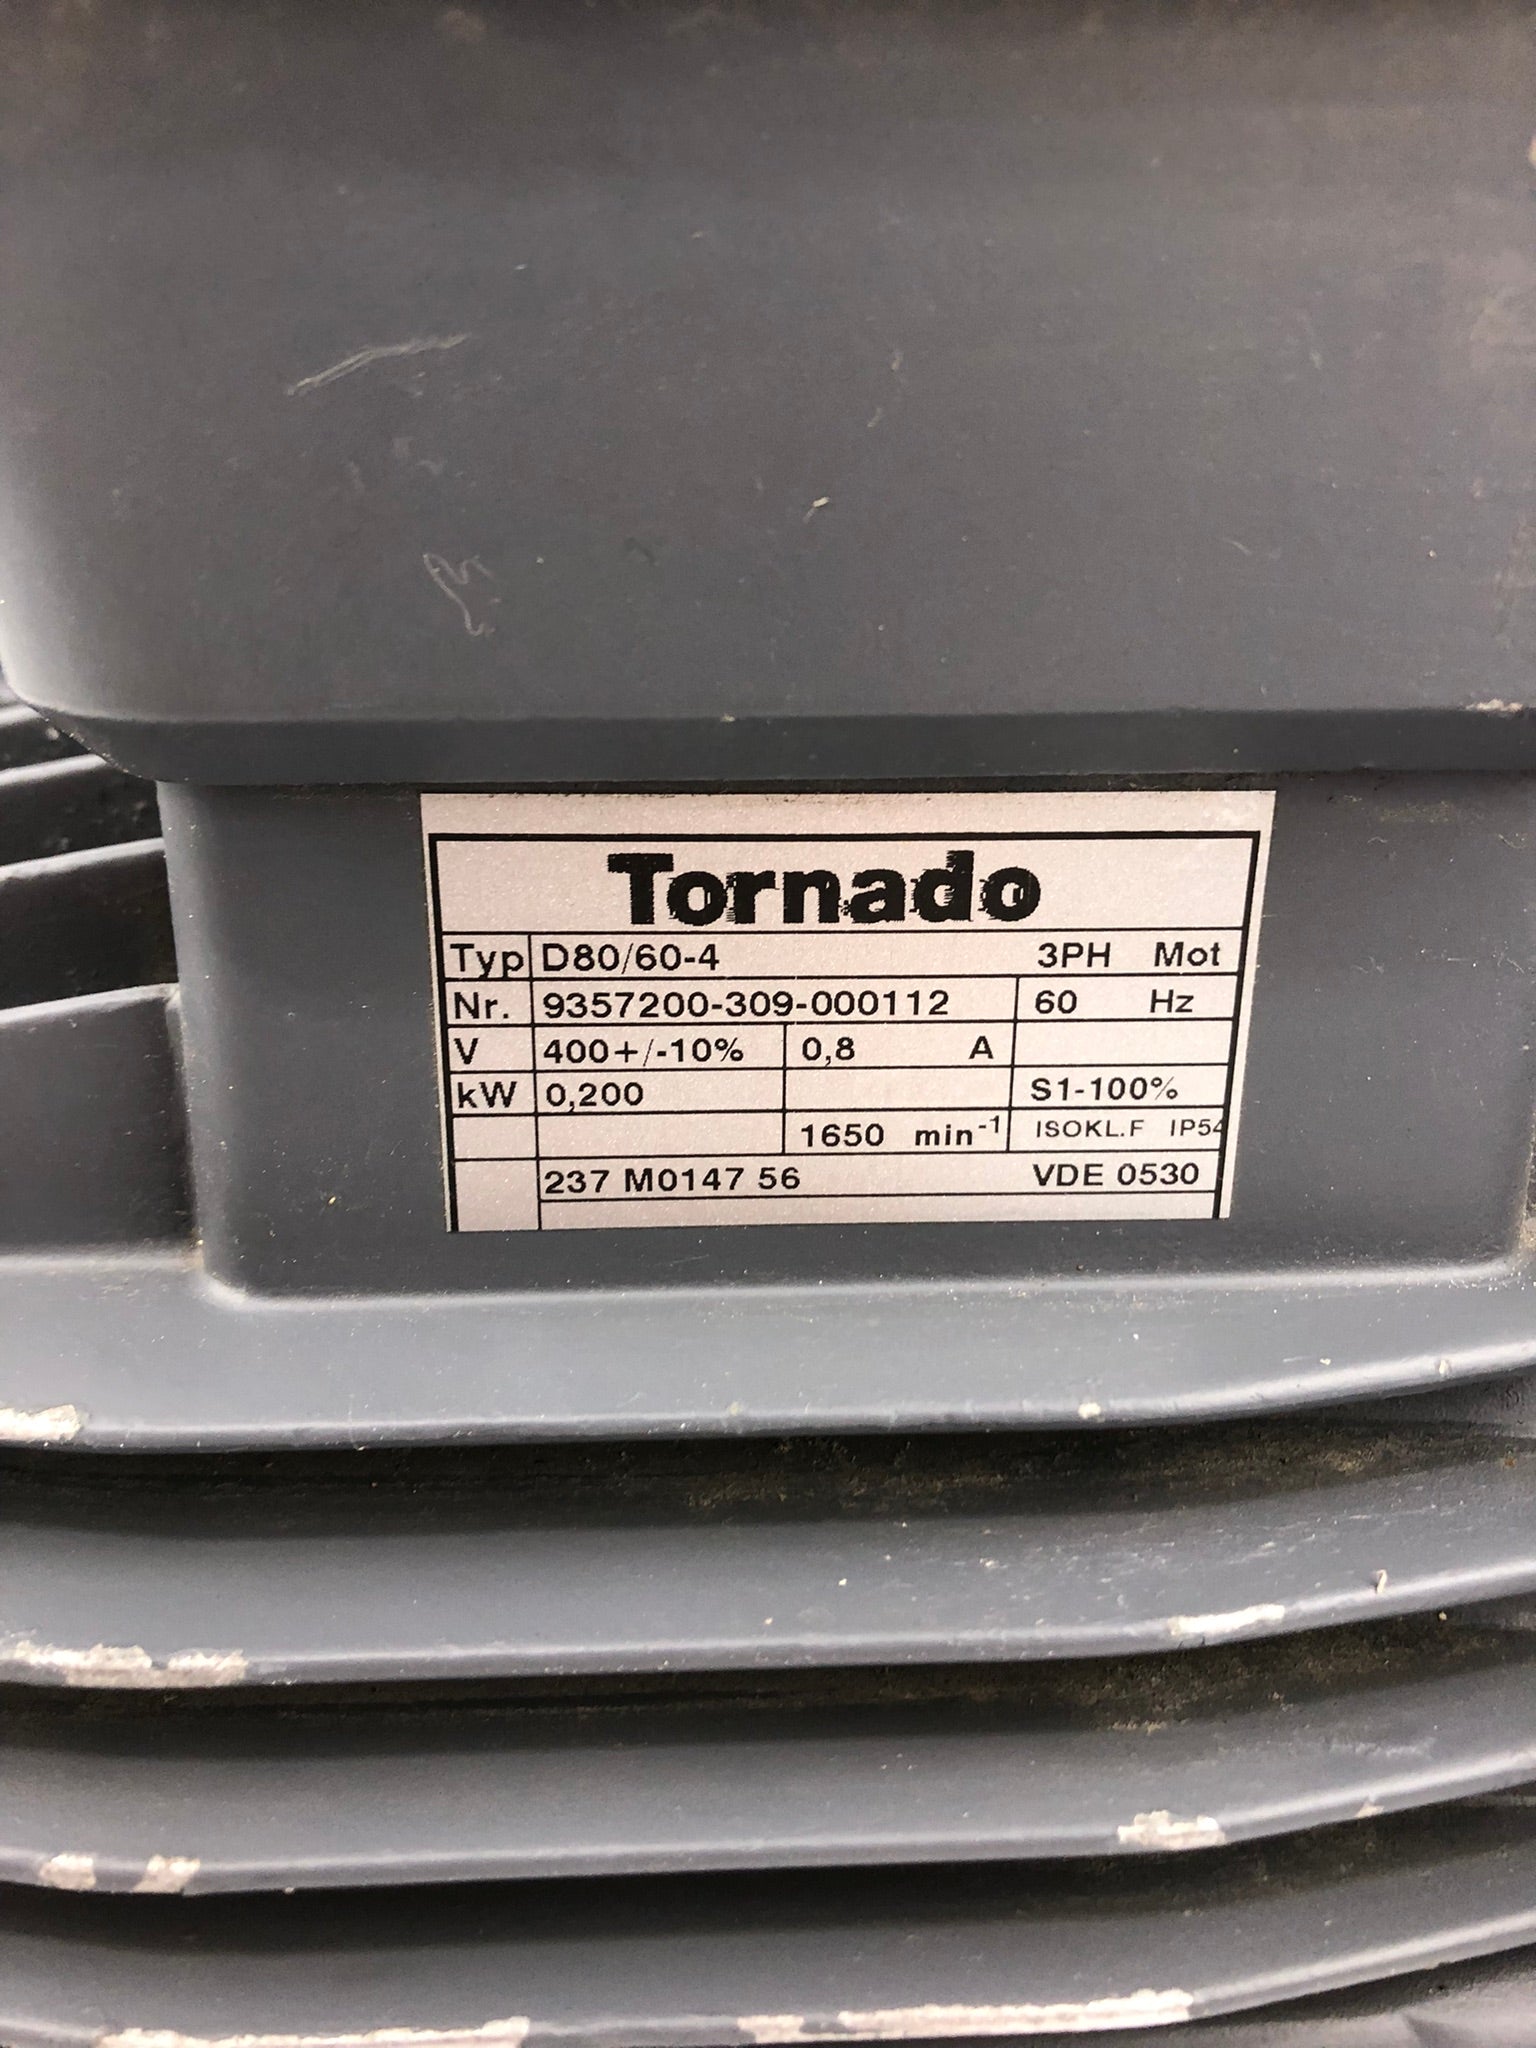 Tornado
Typ D80/60-4 3PH Mot
Nr. 9357200-309-000112 60 Hz
V 400+/-10% 0,8 A
kW 0,200 S1-100%
1650 min⁻¹ ISOKL.F IP54
237 M0147 56 VDE 0530